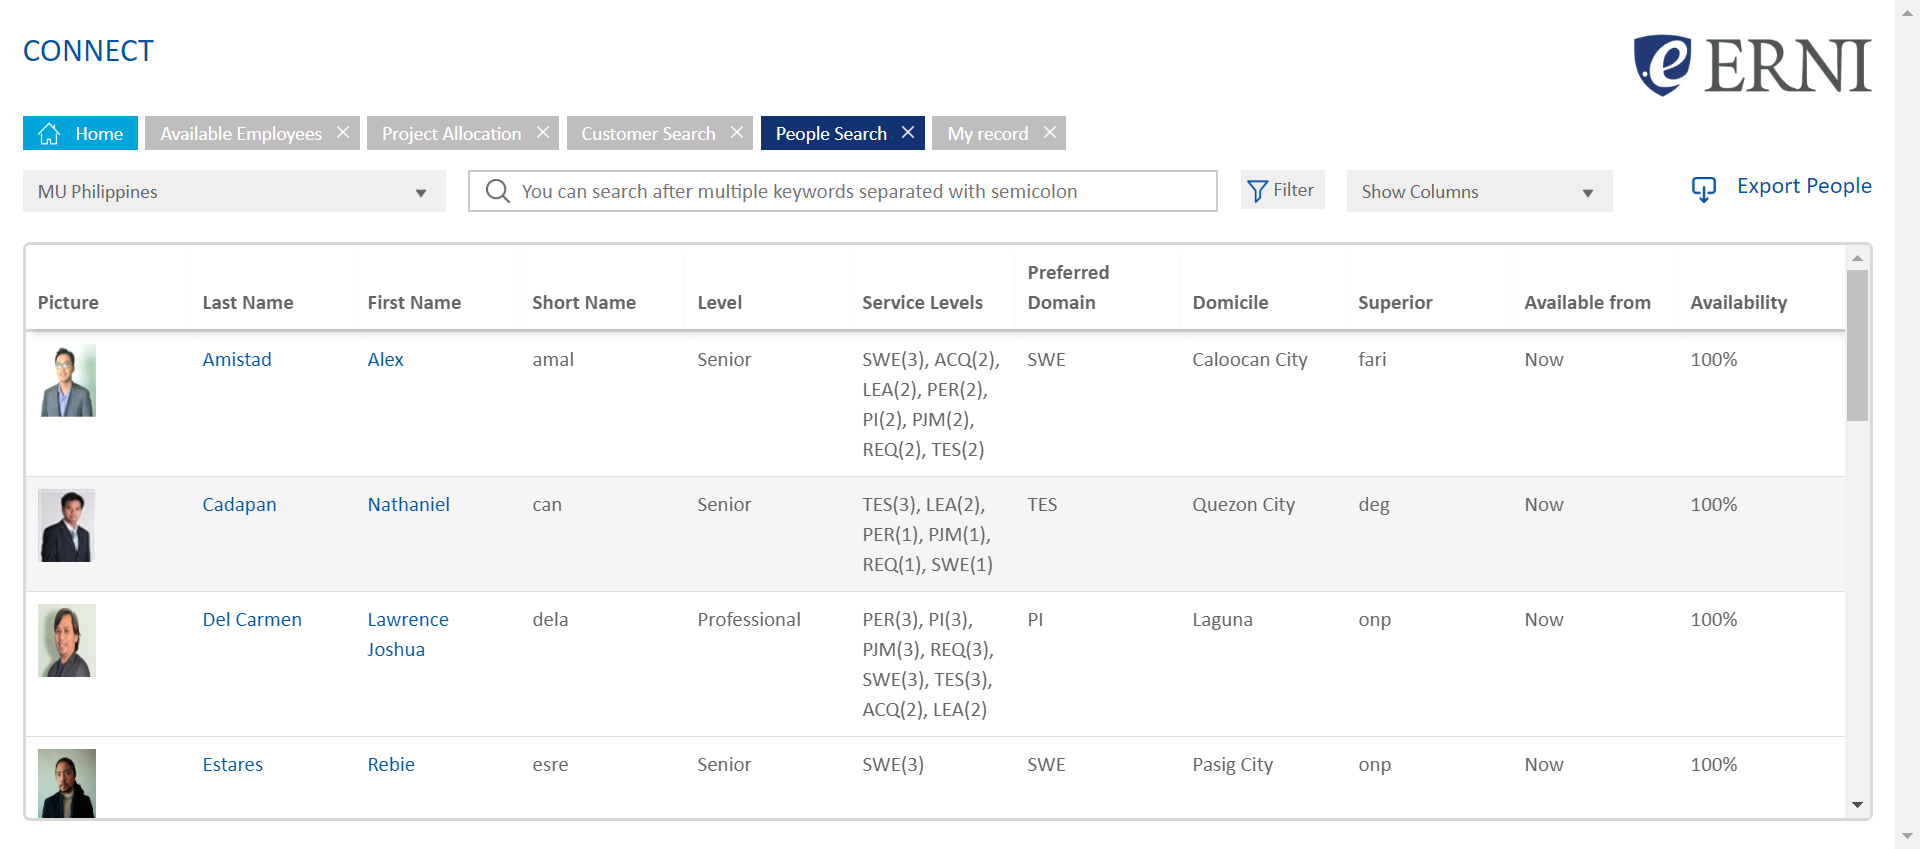 CONNECT
e ERNI
Home
Available Employees
Project Allocation
Customer Search
People Search
My record
MU Philippines
You can search after multiple keywords separated with semicolon
Filter
Show Columns
Export People
Picture Last Name First Name Short Name Level Service Levels Preferred Domain Domicile Superior Available from Availability
Amistad Alex amal Senior SWE(3), ACQ(2), SWE Caloocan City fari Now 100%
LEA(2), PER(2),
PI(2), PJM(2),
REQ(2), TES(2)
Cadapan Nathaniel can Senior TES(3), LEA(2), TES Quezon City deg Now 100%
PER(1), PJM(1),
REQ(1), SWE(1)
Del Carmen Lawrence dela Professional PER(3), PI(3), PI Laguna onp Now 100%
Joshua PJM(3), REQ(3),
SWE(3), TES(3),
ACQ(2), LEA(2)
Estares Rebie esre Senior SWE(3) SWE Pasig City onp Now 100%